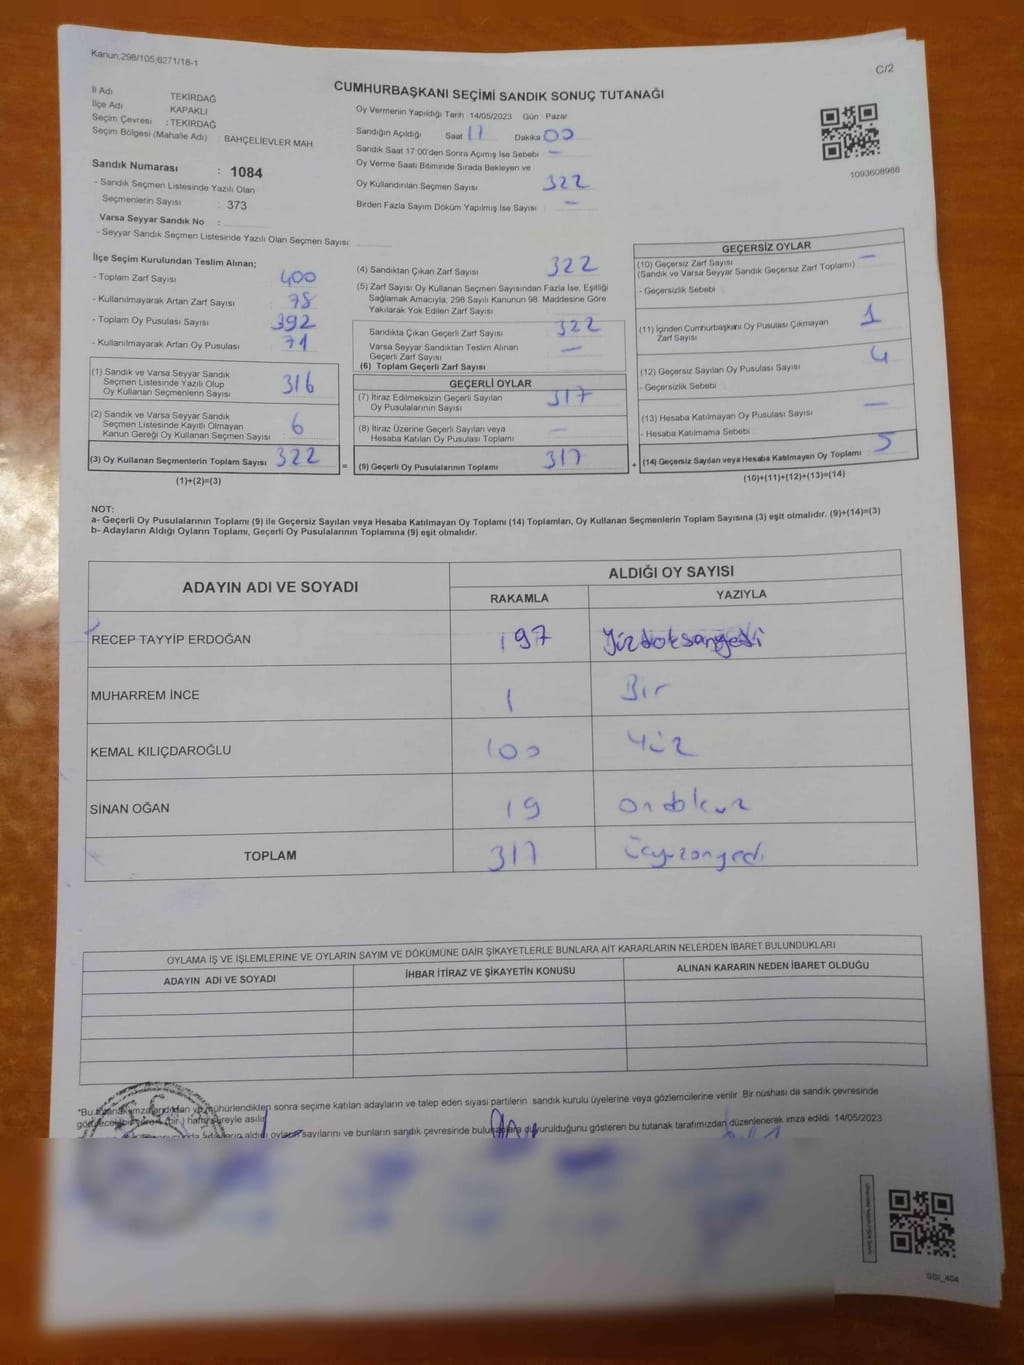 Kanun;298/105;6271/18-1
C/2
CUMHURBAŞKANI SEÇİMİ SANDIK SONUÇ TUTANAĞI
İl Adı TEKİRDAĞ
İlçe Adı KAPAKLI
Seçim Çevresi : TEKİRDAĞ
Seçim Bölgesi (Mahalle Adı) : BAHÇELİEVLER MAH
Sandık Numarası : 1084
- Sandık Seçmen Listesinde Yazılı Olan
Seçmenlerin Sayısı : 373
Varsa Seyyar Sandık No :
- Seyyar Sandık Seçmen Listesinde Yazılı Olan Seçmen Sayısı
Oy Vermenin Yapıldığı Tarih 14/05/2023 Gün : Pazar
Sandığın Açıldığı Saat 17 Dakika 00
Sandık Saat 17:00'den Sonra Açımış İse Sebebi —
Oy Verme Saati Bitiminde Sırada Bekleyen ve
Oy Kullandırılan Seçmen Sayısı 322
Birden Fazla Sayım Döküm Yapılmış İse Sayısı —
1093608968
İlçe Seçim Kurulundan Teslim Alınan;
- Toplam Zarf Sayısı 400
- Kullanılmayarak Artan Zarf Sayısı 78
- Toplam Oy Pusulası Sayısı 392
- Kullanılmayarak Artan Oy Pusulası 71
(1) Sandık ve Varsa Seyyar Sandık
Seçmen Listesinde Yazılı Olup
Oy Kullanan Seçmenlerin Sayısı 316
(2) Sandık ve Varsa Seyyar Sandık
Seçmen Listesinde Kayıtlı Olmayan
Kanun Gereği Oy Kullanan Seçmen Sayısı 6
(3) Oy Kullanan Seçmenlerin Toplam Sayısı 322
(1)+(2)=(3)
(4) Sandıktan Çıkan Zarf Sayısı 322
(5) Zarf Sayısı Oy Kullanan Seçmen Sayısından Fazla İse, Eşitliği
Sağlamak Amacıyla; 298 Sayılı Kanunun 98. Maddesine Göre
Yakılarak Yok Edilen Zarf Sayısı
Sandıkta Çıkan Geçerli Zarf Sayısı 322
Varsa Seyyar Sandıktan Teslim Alınan
Geçerli Zarf Sayısı —
(6) Toplam Geçerli Zarf Sayısı
GEÇERLİ OYLAR
(7) İtiraz Edilmeksizin Geçerli Sayılan
Oy Pusulalarının Sayısı 317
(8) İtiraz Üzerine Geçerli Sayılan veya
Hesaba Katılan Oy Pusulası Toplamı —
= (9) Geçerli Oy Pusulalarının Toplamı 317
GEÇERSİZ OYLAR
(10) Geçersiz Zarf Sayısı
(Sandık ve Varsa Seyyar Sandık Geçersiz Zarf Toplamı) —
- Geçersizlik Sebebi
(11) İçinden Cumhurbaşkanı Oy Pusulası Çıkmayan
Zarf Sayısı 1
(12) Geçersiz Sayılan Oy Pusulası Sayısı 4
- Geçersizlik Sebebi
(13) Hesaba Katılmayan Oy Pusulası Sayısı —
- Hesaba Katılmama Sebebi
+ (14) Geçersiz Sayılan veya Hesaba Katılmayan Oy Toplamı 5
(10)+(11)+(12)+(13)=(14)
NOT:
a- Geçerli Oy Pusulalarının Toplamı (9) ile Geçersiz Sayılan veya Hesaba Katılmayan Oy Toplamı (14) Toplamları, Oy Kullanan Seçmenlerin Toplam Sayısına (3) eşit olmalıdır. (9)+(14)=(3)
b- Adayların Aldığı Oyların Toplamı, Geçerli Oy Pusulalarının Toplamına (9) eşit olmalıdır.
ADAYIN ADI VE SOYADI
ALDIĞI OY SAYISI
RAKAMLA YAZIYLA
RECEP TAYYİP ERDOĞAN 197 Yüzdoksanyedi
MUHARREM İNCE 1 Bir
KEMAL KILIÇDAROĞLU 100 Yüz
SİNAN OĞAN 19 Ondokuz
TOPLAM 317 Üçyüzonyedi
OYLAMA İŞ VE İŞLEMLERİNE VE OYLARIN SAYIM VE DÖKÜMÜNE DAİR ŞİKAYETLERLE BUNLARA AİT KARARLARIN NELERDEN İBARET BULUNDUKLARI
ADAYIN ADI VE SOYADI İHBAR İTİRAZ VE ŞİKAYETİN KONUSU ALINAN KARARIN NEDEN İBARET OLDUĞU
*Bu tutanak imzalandıktan ve mühürlendikten sonra seçime katılan adayların ve talep eden siyasi partilerin sandık kurulu üyelerine veya gözlemcilerine verilir. Bir nüshası da sandık çevresinde
hafta süreyle asılır
aldığı oyların sayılarını ve bunların sandık çevresinde duyurulduğunu gösteren bu tutanak tarafımızdan düzenlenerek imza edildi. 14/05/2023
SSI_404